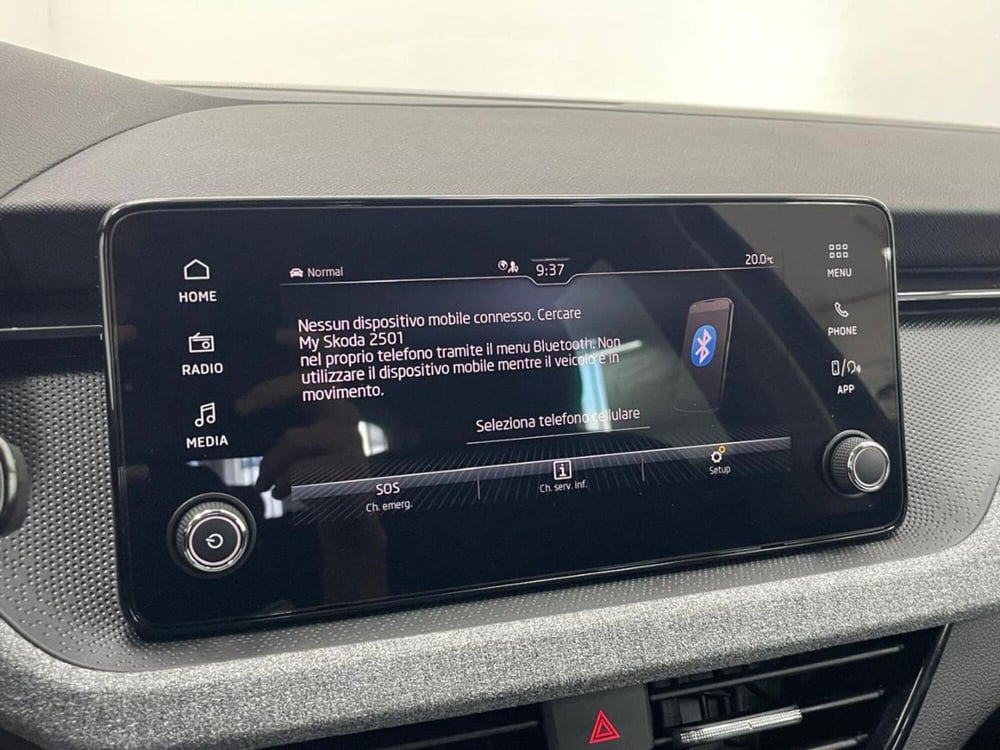 HOME
RADIO
MEDIA
Normal
9:37
20.0°C
Nessun dispositivo mobile connesso. Cercare
My Skoda 2501
nel proprio telefono tramite il menu Bluetooth. Non
utilizzare il dispositivo mobile mentre il veicolo è in
movimento.
Seleziona telefono cellulare
SOS
Ch. emerg.
Ch. serv. inf.
Setup
MENU
PHONE
APP